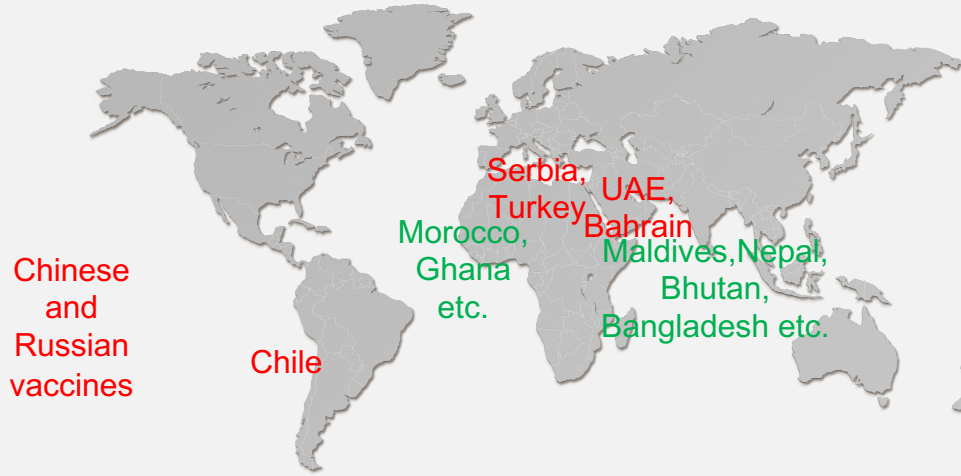 Serbia,
Turkey
UAE,
Bahrain
Morocco,
Ghana
etc.
Maldives,Nepal,
Bhutan,
Bangladesh etc.
Chinese
and
Russian
vaccines
Chile